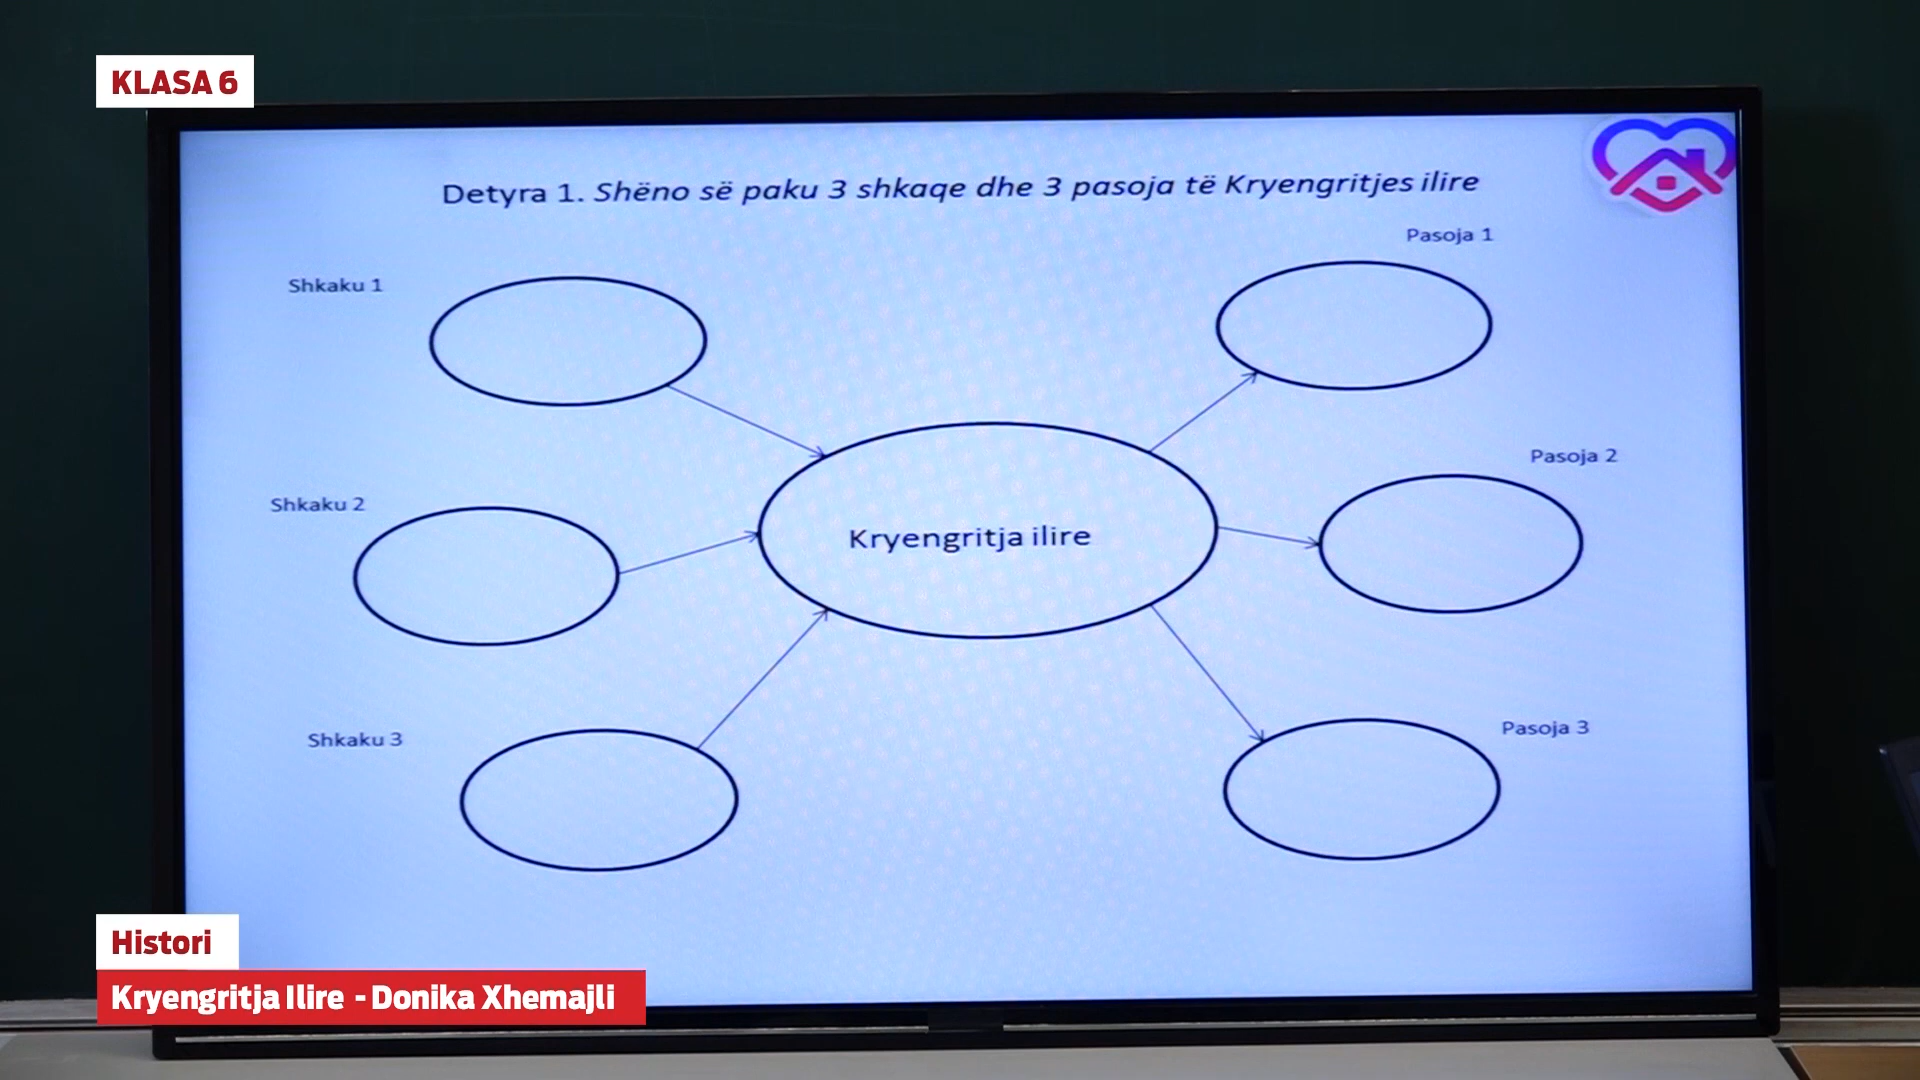 KLASA 6
Detyra 1. Shëno së paku 3 shkaqe dhe 3 pasoja të Kryengritjes ilire
Pasoja 1
Shkaku 1
Pasoja 2
Shkaku 2
Kryengritja ilire
Pasoja 3
Shkaku 3
Histori
Kryengritja Ilire - Donika Xhemajli